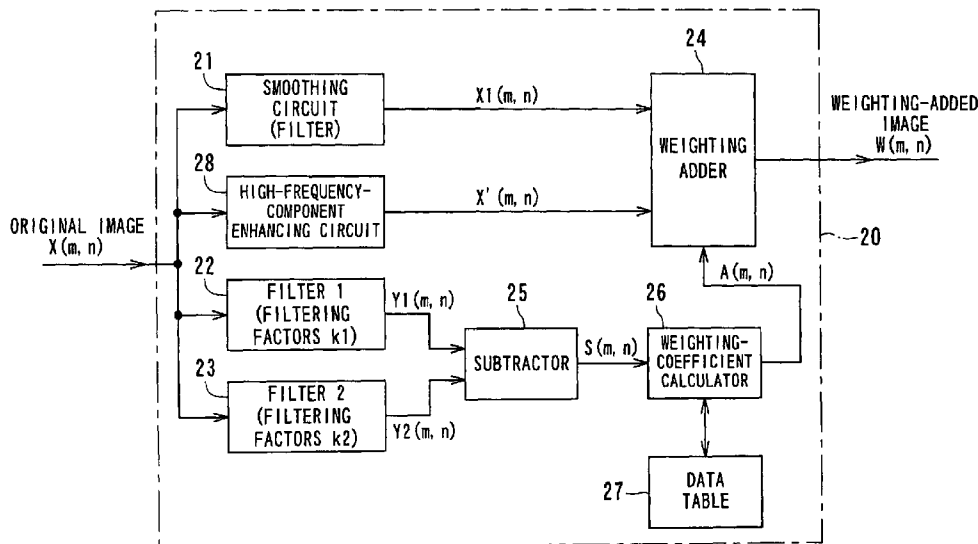 21
SMOOTHING
CIRCUIT
(FILTER)
X1(m, n)
24
WEIGHTING
ADDER
WEIGHTING-ADDED
IMAGE
W(m, n)
28
HIGH-FREQUENCY-
COMPONENT
ENHANCING CIRCUIT
X'(m, n)
ORIGINAL IMAGE
X(m, n)
20
22
FILTER 1
(FILTERING
FACTORS k1)
Y1(m, n)
25
SUBTRACTOR
S(m, n)
26
WEIGHTING-
COEFFICIENT
CALCULATOR
A(m, n)
23
FILTER 2
(FILTERING
FACTORS k2)
Y2(m, n)
27
DATA
TABLE